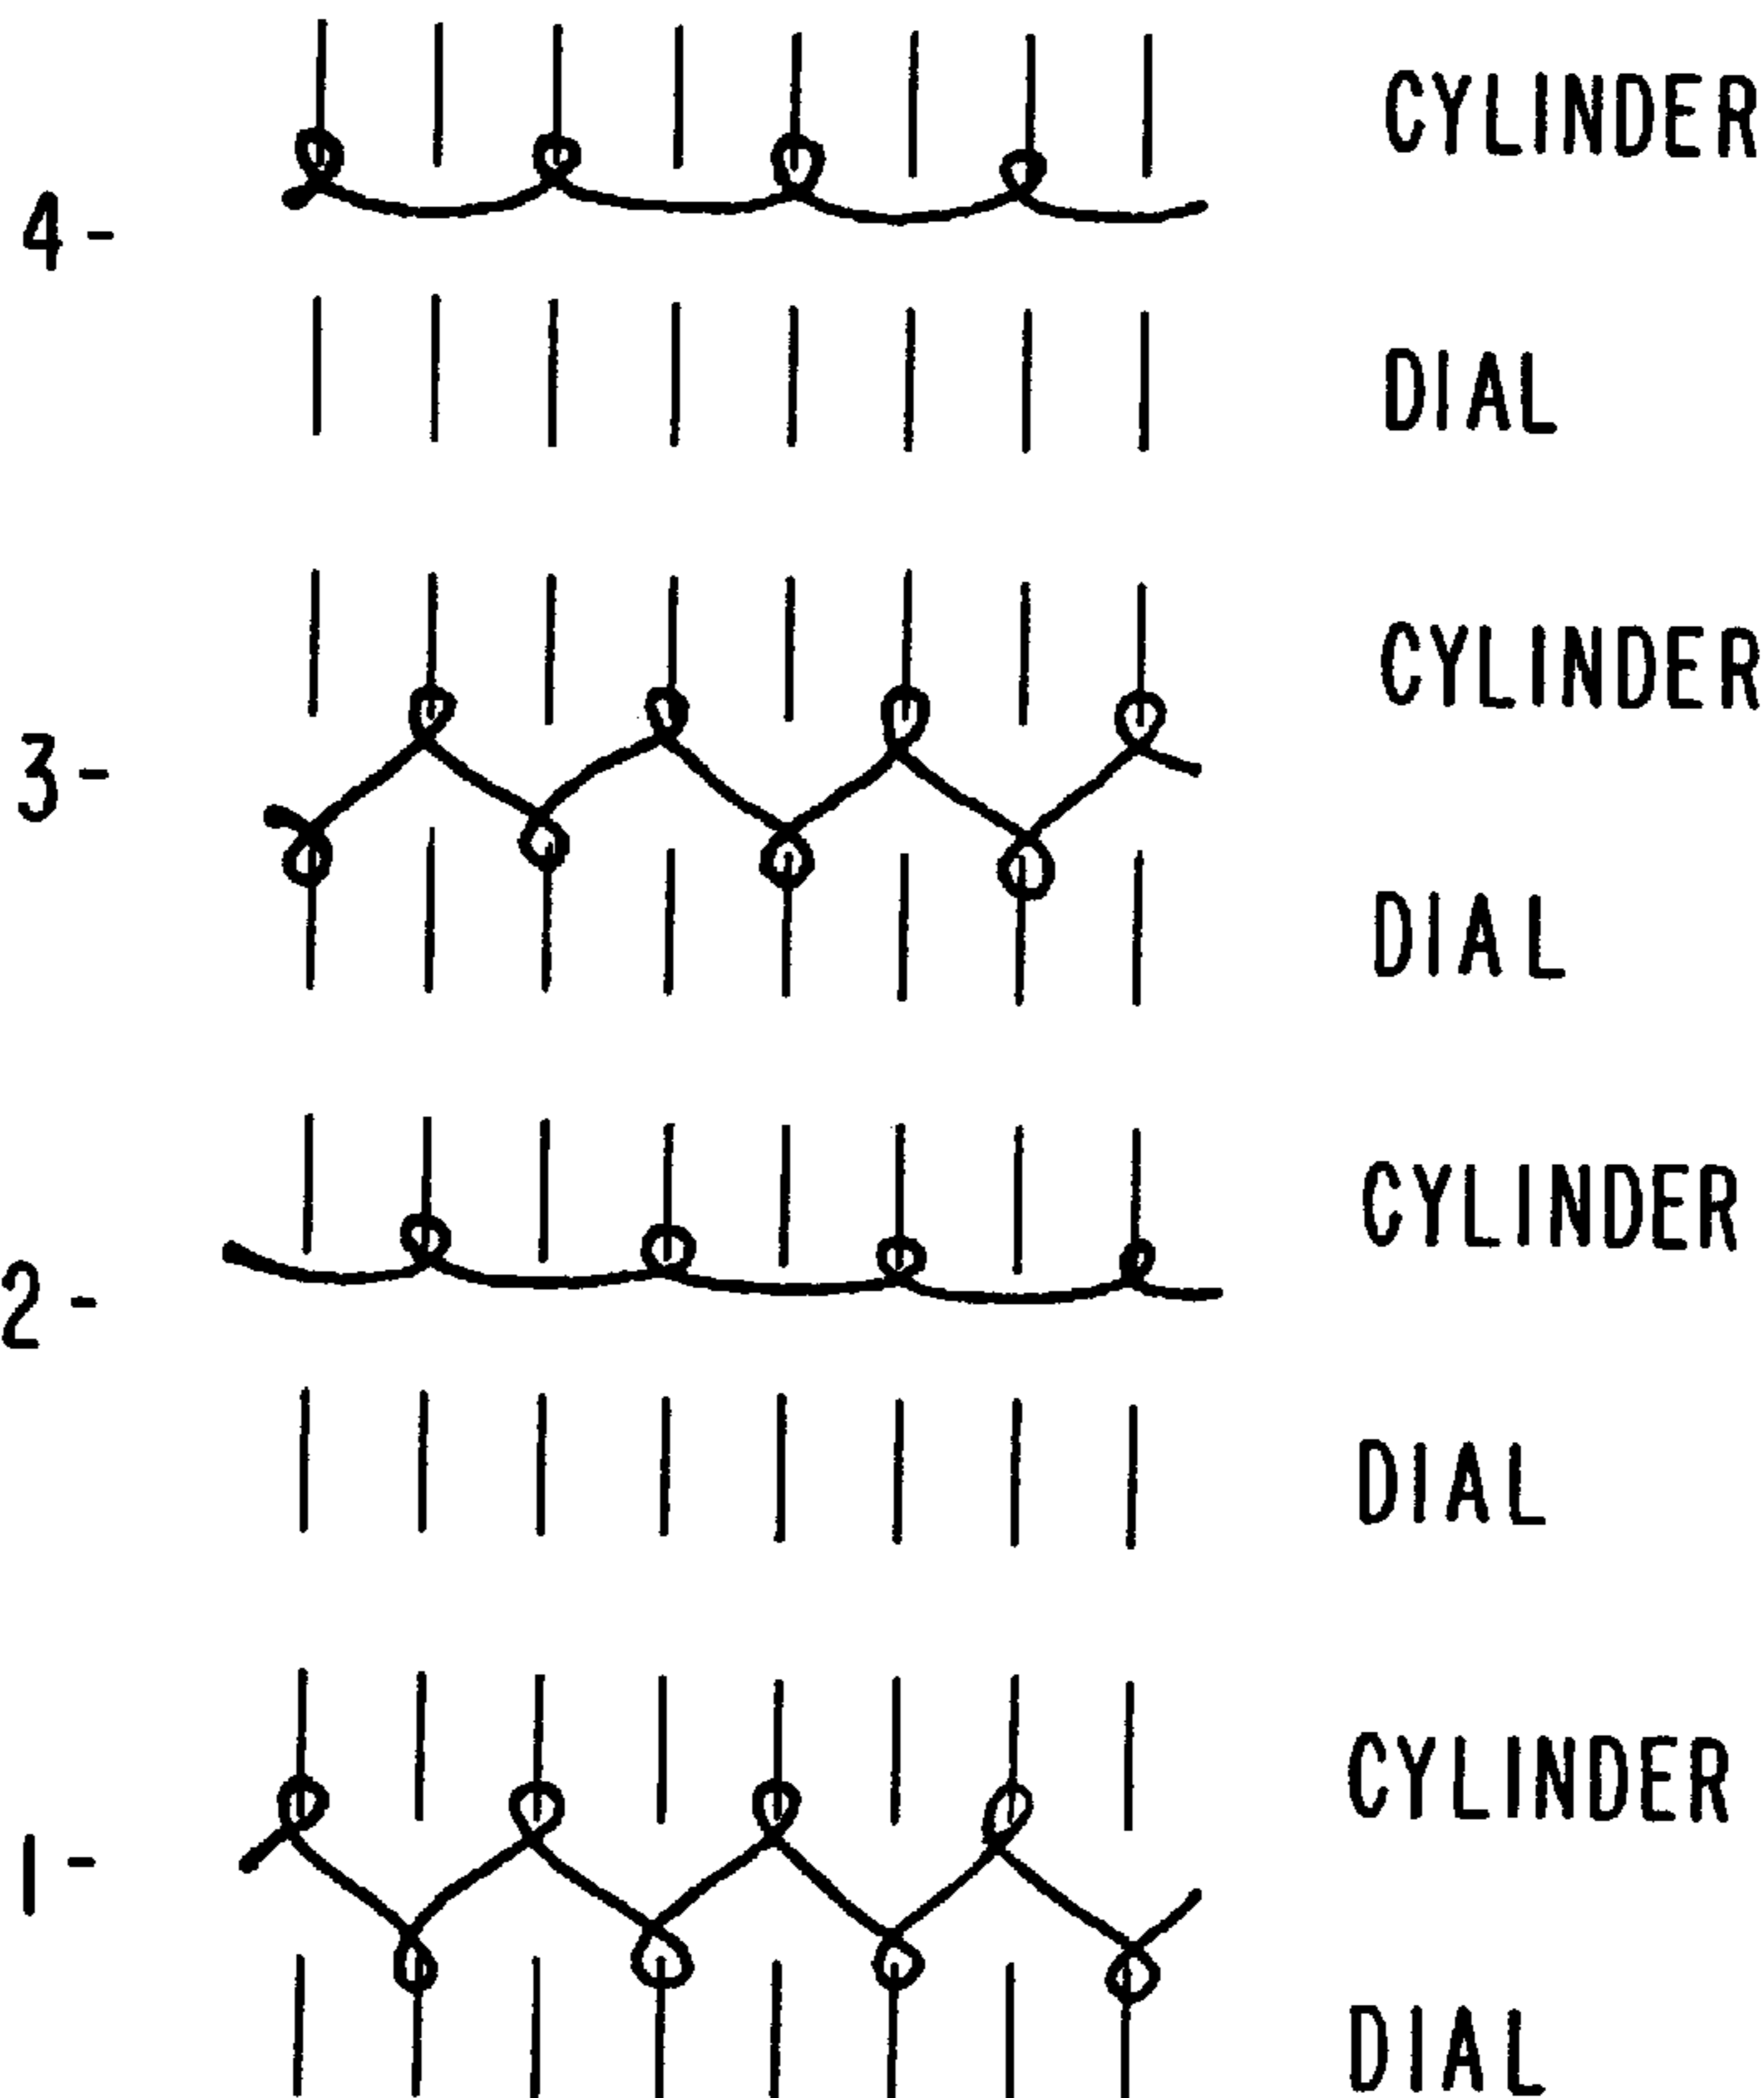 CYLINDER
4-
DIAL
CYLINDER
3-
DIAL
CYLINDER
2-
DIAL
CYLINDER
1-
DIAL